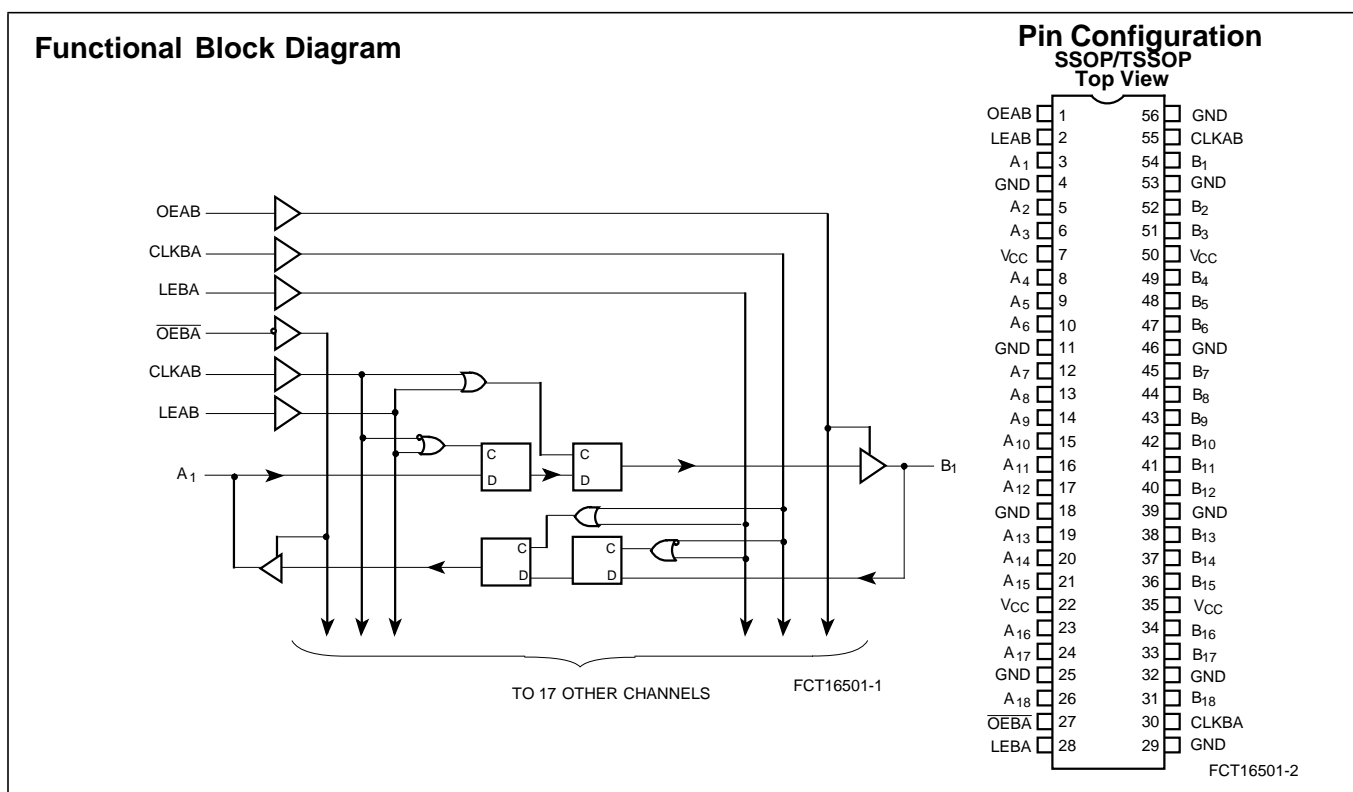 Functional Block Diagram
OEAB
CLKBA
LEBA
OEBA
CLKAB
LEAB
A1
C
D
C
D
B1
C
D
C
D
TO 17 OTHER CHANNELS
FCT16501-1
Pin Configuration
SSOP/TSSOP
Top View
OEAB 1 56 GND
LEAB 2 55 CLKAB
A1 3 54 B1
GND 4 53 GND
A2 5 52 B2
A3 6 51 B3
VCC 7 50 VCC
A4 8 49 B4
A5 9 48 B5
A6 10 47 B6
GND 11 46 GND
A7 12 45 B7
A8 13 44 B8
A9 14 43 B9
A10 15 42 B10
A11 16 41 B11
A12 17 40 B12
GND 18 39 GND
A13 19 38 B13
A14 20 37 B14
A15 21 36 B15
VCC 22 35 VCC
A16 23 34 B16
A17 24 33 B17
GND 25 32 GND
A18 26 31 B18
OEBA 27 30 CLKBA
LEBA 28 29 GND
FCT16501-2